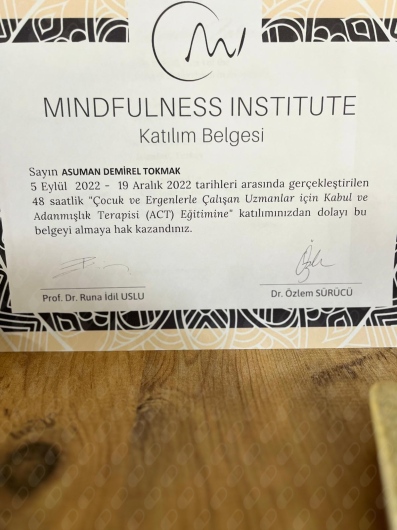 MINDFULNESS INSTITUTE
Katılım Belgesi
Sayın ASUMAN DEMİREL TOKMAK
5 Eylül 2022 - 19 Aralık 2022 tarihleri arasında gerçekleştirilen
48 saatlik "Çocuk ve Ergenlerle Çalışan Uzmanlar için Kabul ve
Adanmışlık Terapisi (ACT) Eğitimine" katılımınızdan dolayı bu
belgeyi almaya hak kazandınız.
Prof. Dr. Runa İdil USLU
Dr. Özlem SÜRÜCÜ